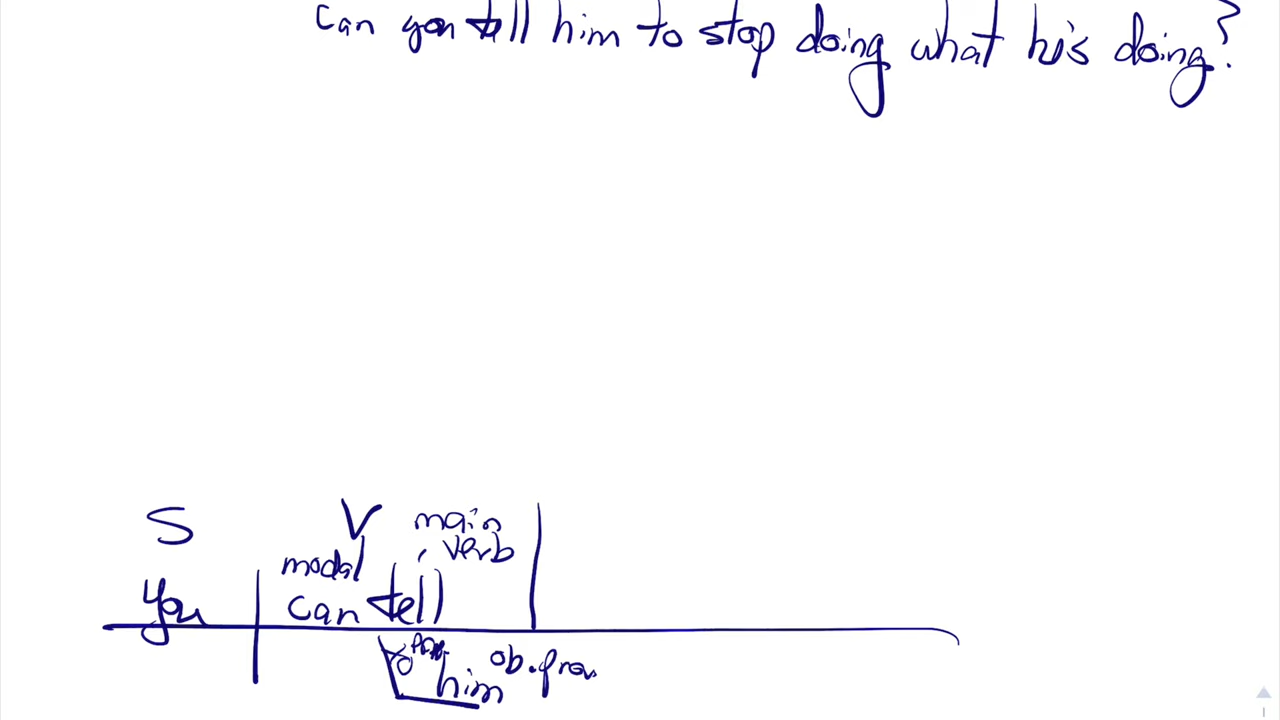 can you tell him to stop doing what he's doing?
S V main
modal verb
you can tell
him ob.pron